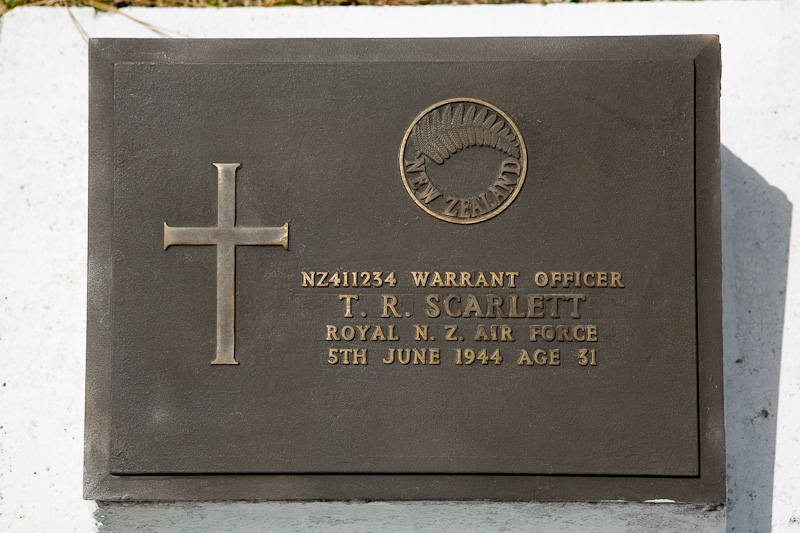 NEW ZEALAND
NZ411234 WARRANT OFFICER
T. R. SCARLETT
ROYAL N. Z. AIR FORCE
5TH JUNE 1944 AGE 31